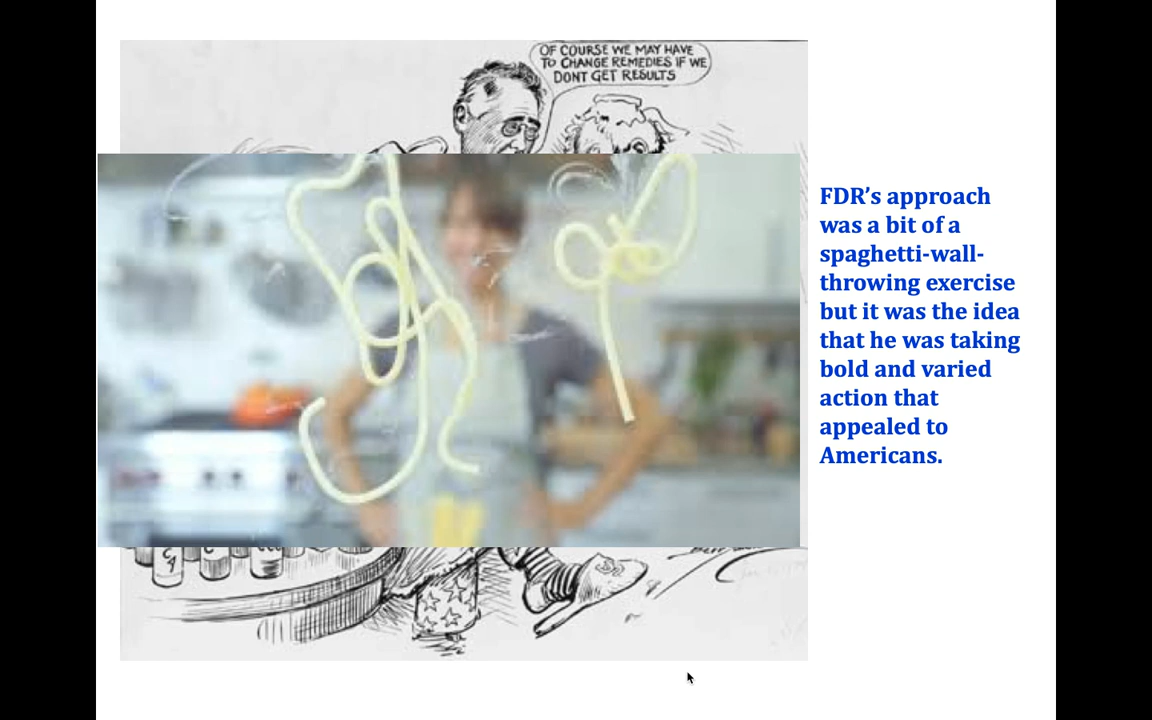 OF COURSE WE MAY HAVE
TO CHANGE REMEDIES IF WE
DONT GET RESULTS
FDR’s approach
was a bit of a
spaghetti-wall-
throwing exercise
but it was the idea
that he was taking
bold and varied
action that
appealed to
Americans.